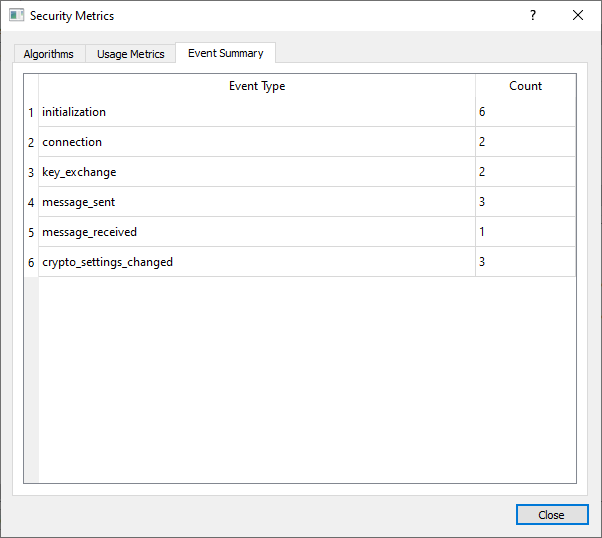 Security Metrics
?
Algorithms Usage Metrics Event Summary
Event Type Count
1 initialization 6
2 connection 2
3 key_exchange 2
4 message_sent 3
5 message_received 1
6 crypto_settings_changed 3
Close